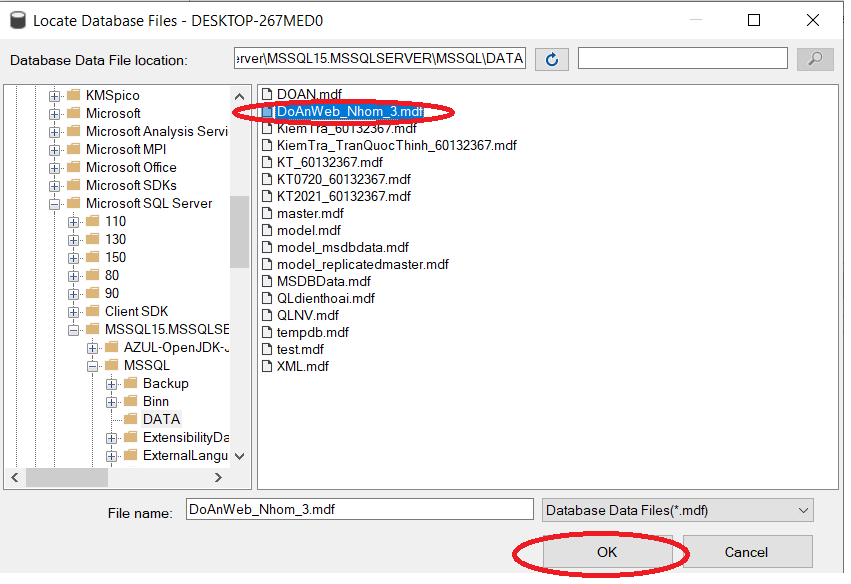 Locate Database Files - DESKTOP-267MED0
Database Data File location:
erver\MSSQL15.MSSQLSERVER\MSSQL\DATA
KMSpico
Microsoft
Microsoft Analysis Servi
Microsoft MPI
Microsoft Office
Microsoft SDKs
Microsoft SQL Server
110
130
150
80
90
Client SDK
MSSQL15.MSSQLSE
AZUL-OpenJDK-J
MSSQL
Backup
Binn
DATA
ExtensibilityDa
ExternalLangu
DOAN.mdf
DoAnWeb_Nhom_3.mdf
KiemTra_60132367.mdf
KiemTra_TranQuocThinh_60132367.mdf
KT_60132367.mdf
KT0720_60132367.mdf
KT2021_60132367.mdf
master.mdf
model.mdf
model_msdbdata.mdf
model_replicatedmaster.mdf
MSDBData.mdf
QLdienthoai.mdf
QLNV.mdf
tempdb.mdf
test.mdf
XML.mdf
File name:
DoAnWeb_Nhom_3.mdf
Database Data Files(*.mdf)
OK
Cancel